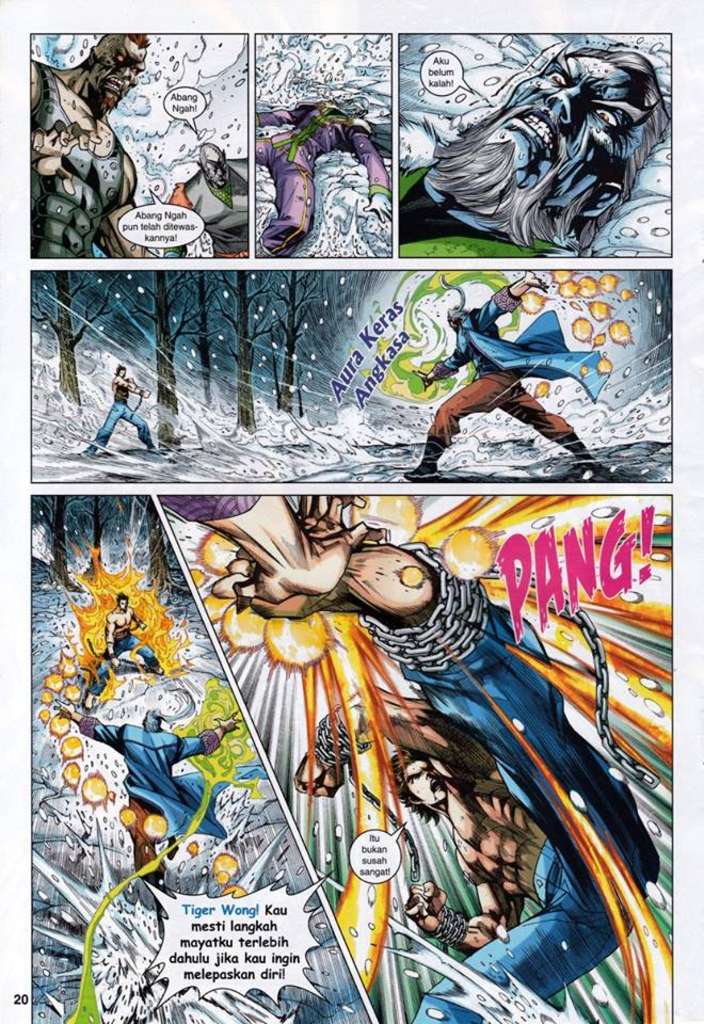 Abang
Ngah!
Abang Ngah
pun telah ditewas-
kannya!
Aku
belum
kalah!
Aura Keras
Angkasa
PANG!
Itu
bukan
susah
sangat!
Tiger Wong! Kau
mesti langkah
mayatku terlebih
dahulu jika kau ingin
melepaskan diri!
20